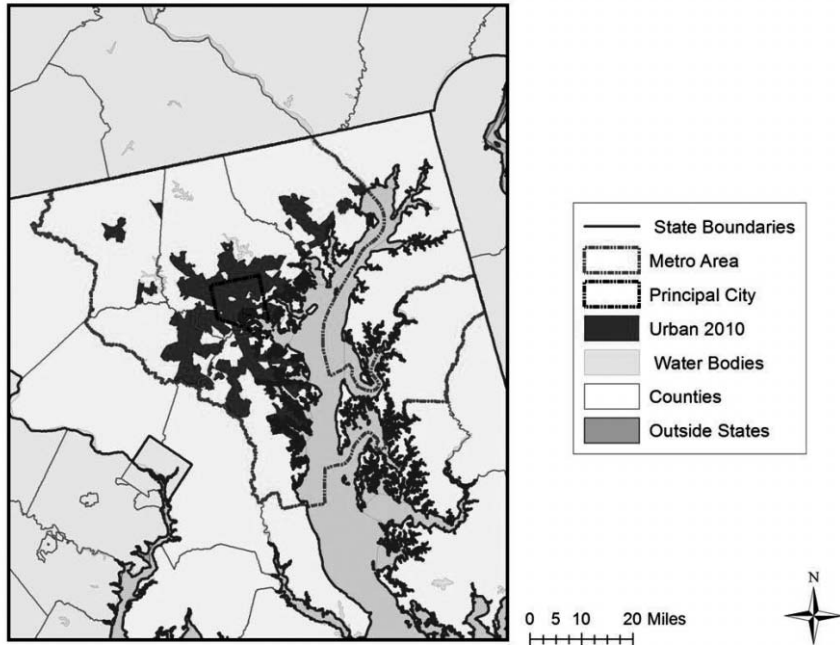 State Boundaries
Metro Area
Principal City
Urban 2010
Water Bodies
Counties
Outside States
N
0 5 10 20 Miles